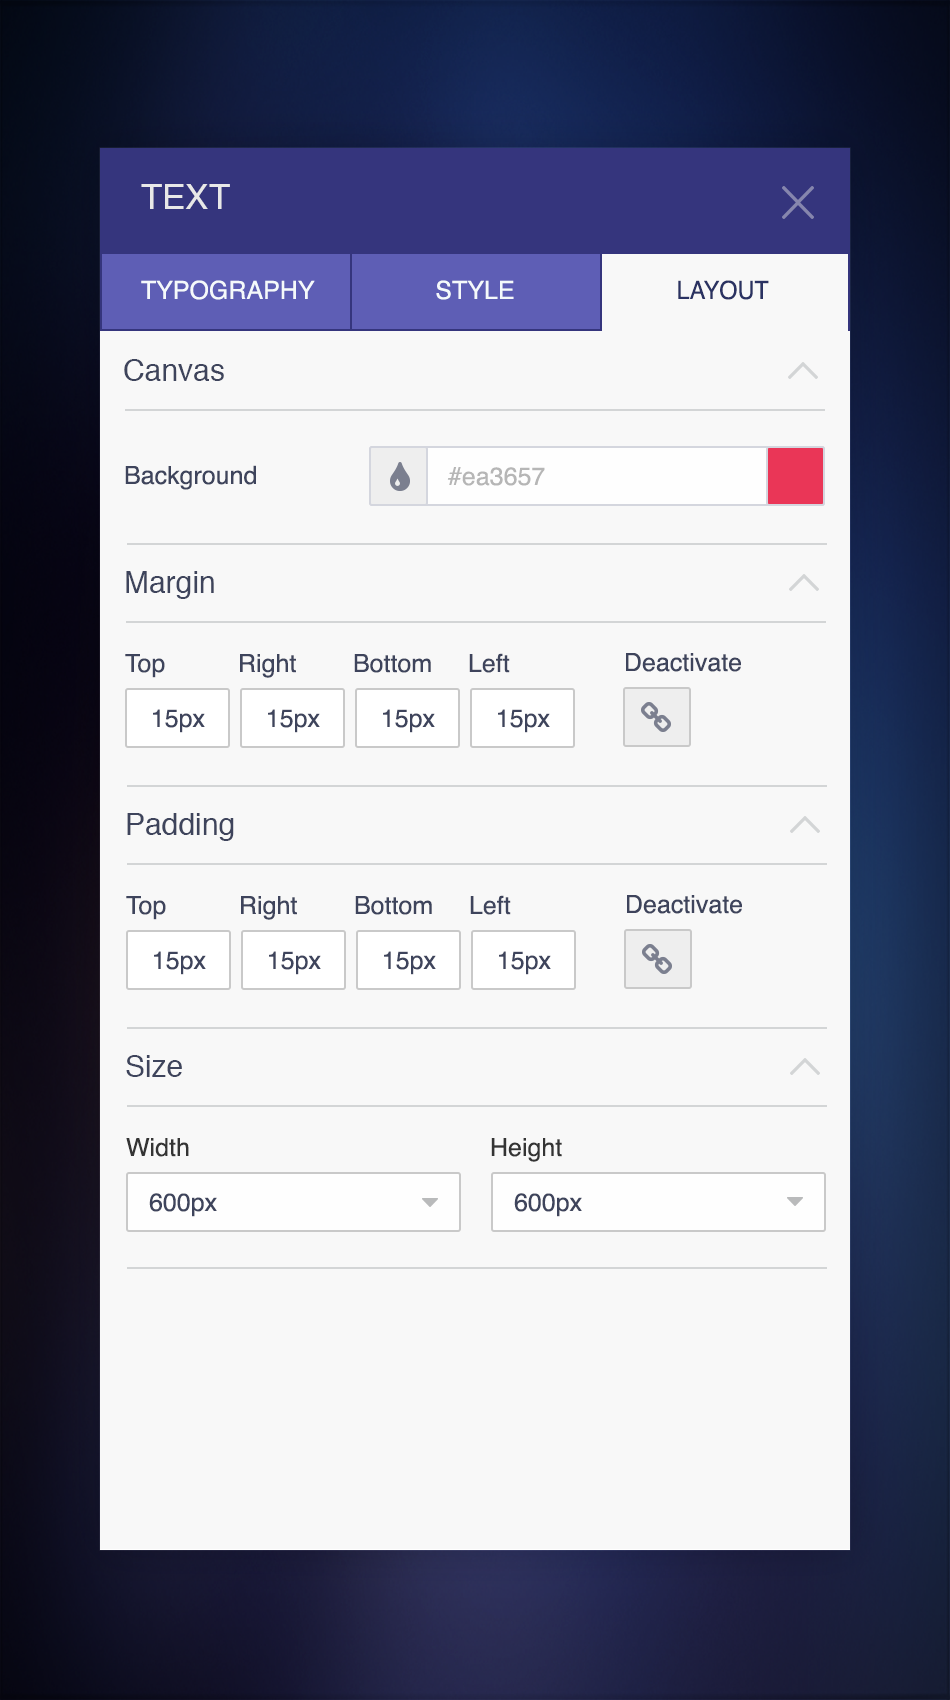 TEXT
TYPOGRAPHY STYLE LAYOUT
Canvas
Background #ea3657
Margin
Top Right Bottom Left Deactivate
15px 15px 15px 15px
Padding
Top Right Bottom Left Deactivate
15px 15px 15px 15px
Size
Width Height
600px 600px